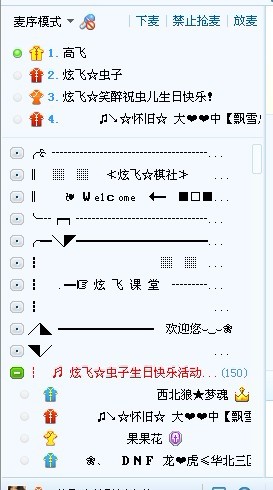 麦序模式 下麦 禁止抢麦 放麦
1. 高飞
2. 炫飞☆虫子
3. 炫飞☆笑醉祝虫儿生日快乐!
4. ♫↘☆怀旧☆ 大❤❤中【飘雪
...
≮炫飞☆棋社≯ ...
Welcome ← ■□■ ...
...
...
...
☞ 炫 飞 课 堂 ...
...
欢迎您 ...
...
♫ 炫飞☆虫子生日快乐活动... (150)
西北狼★梦魂
♫↘☆怀旧☆ 大❤❤中【飘
果果花
❀、 DNF 龙❤虎≮华北三区